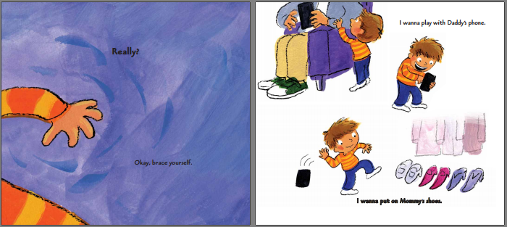 Really?
Okay, brace yourself.
I wanna play with Daddy's phone.
I wanna put on Mommy's shoes.